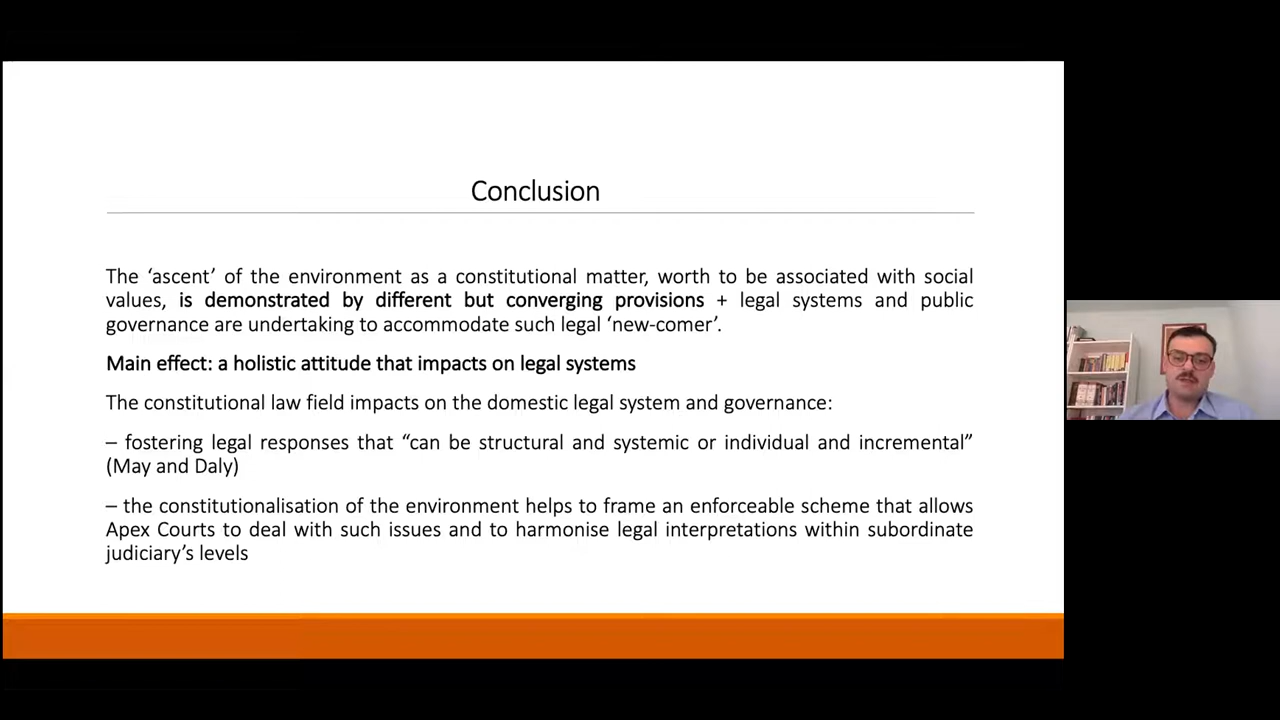 Conclusion
The ‘ascent’ of the environment as a constitutional matter, worth to be associated with social
values, is demonstrated by different but converging provisions + legal systems and public
governance are undertaking to accommodate such legal ‘new-comer’.
Main effect: a holistic attitude that impacts on legal systems
The constitutional law field impacts on the domestic legal system and governance:
– fostering legal responses that “can be structural and systemic or individual and incremental”
(May and Daly)
– the constitutionalisation of the environment helps to frame an enforceable scheme that allows
Apex Courts to deal with such issues and to harmonise legal interpretations within subordinate
judiciary’s levels